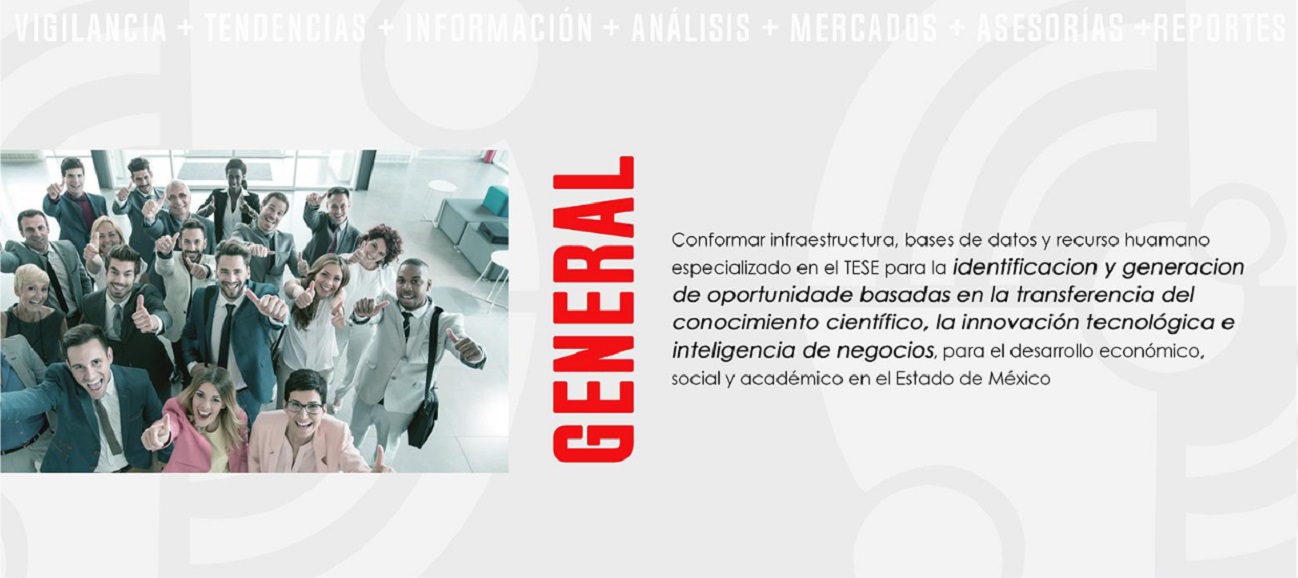 VIGILANCIA + TENDENCIAS + INFORMACIÓN + ANÁLISIS + MERCADOS + ASESORÍAS +REPORTES
GENERAL
Conformar infraestructura, bases de datos y recurso huamano
especializado en el TESE para la identificacion y generacion
de oportunidade basadas en la transferencia del
conocimiento científico, la innovación tecnológica e
inteligencia de negocios, para el desarrollo económico,
social y académico en el Estado de México